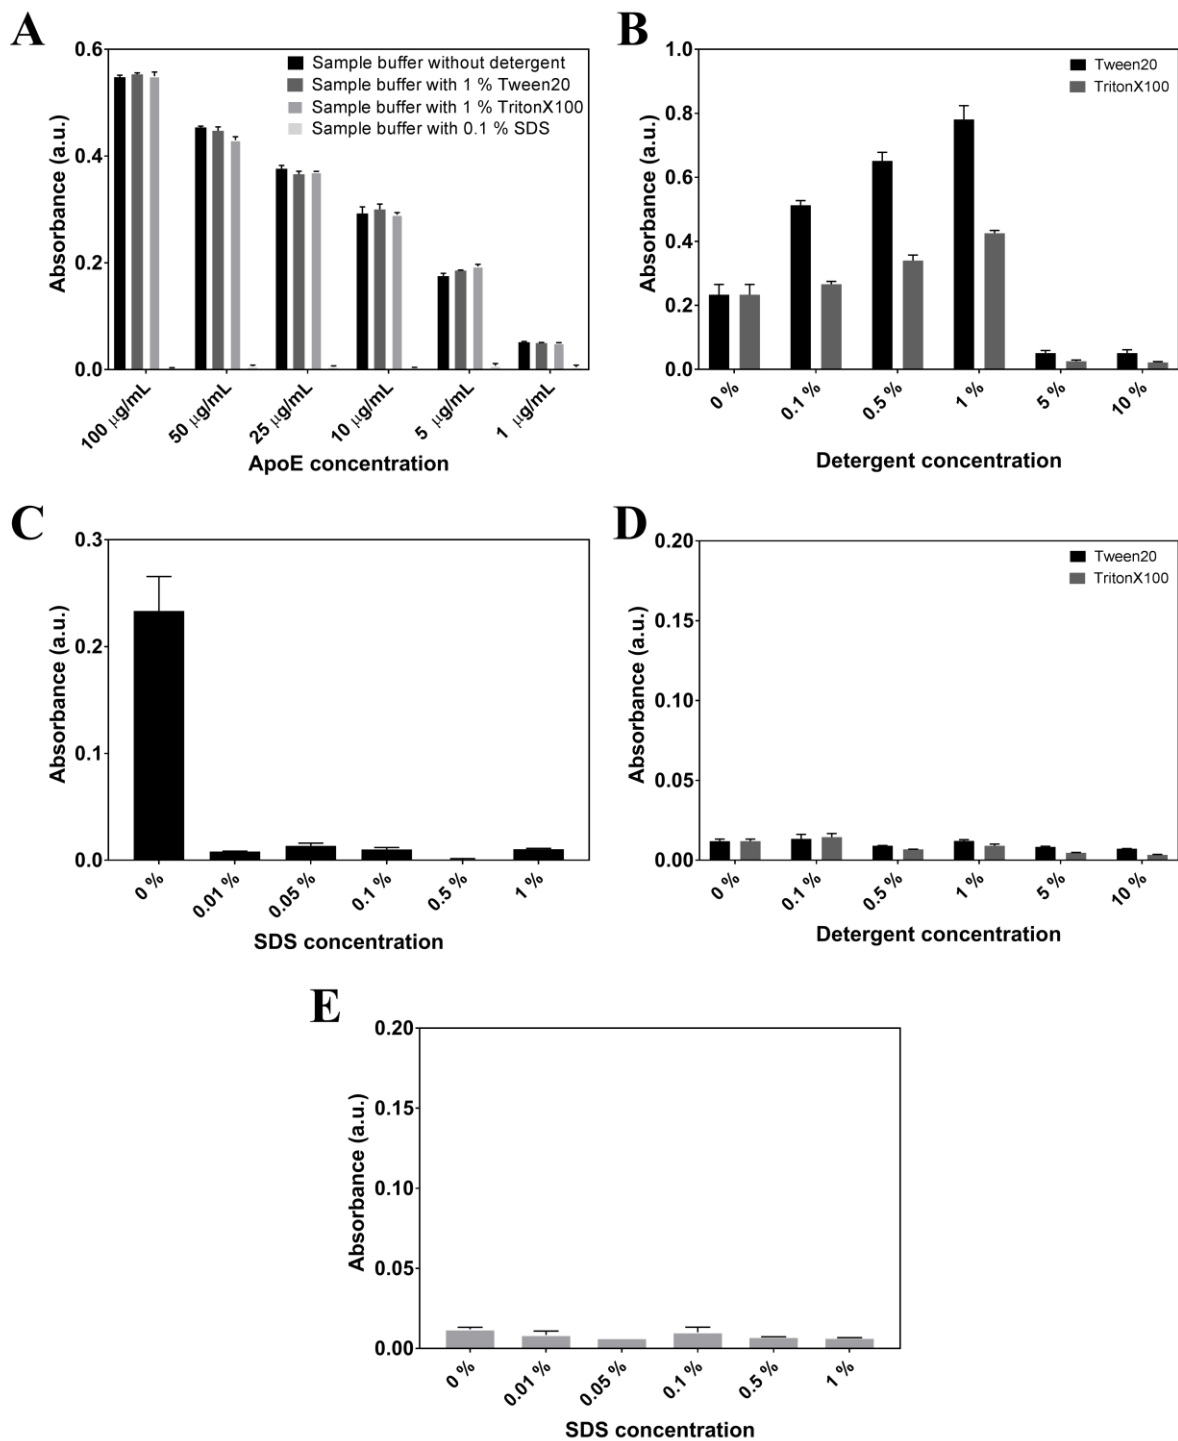 A
Absorbance (a.u.)
0.6
0.4
0.2
0.0
Sample buffer without detergent
Sample buffer with 1 % Tween20
Sample buffer with 1 % TritonX100
Sample buffer with 0.1 % SDS
100 μg/mL
50 μg/mL
25 μg/mL
10 μg/mL
5 μg/mL
1 μg/mL
ApoE concentration
B
Absorbance (a.u.)
1.0
0.8
0.6
0.4
0.2
0.0
Tween20
TritonX100
0 %
0.1 %
0.5 %
1 %
5 %
10 %
Detergent concentration
C
Absorbance (a.u.)
0.3
0.2
0.1
0.0
0 %
0.01 %
0.05 %
0.1 %
0.5 %
1 %
SDS concentration
D
Absorbance (a.u.)
0.20
0.15
0.10
0.05
0.00
Tween20
TritonX100
0 %
0.1 %
0.5 %
1 %
5 %
10 %
Detergent concentration
E
Absorbance (a.u.)
0.20
0.15
0.10
0.05
0.00
0 %
0.01 %
0.05 %
0.1 %
0.5 %
1 %
SDS concentration